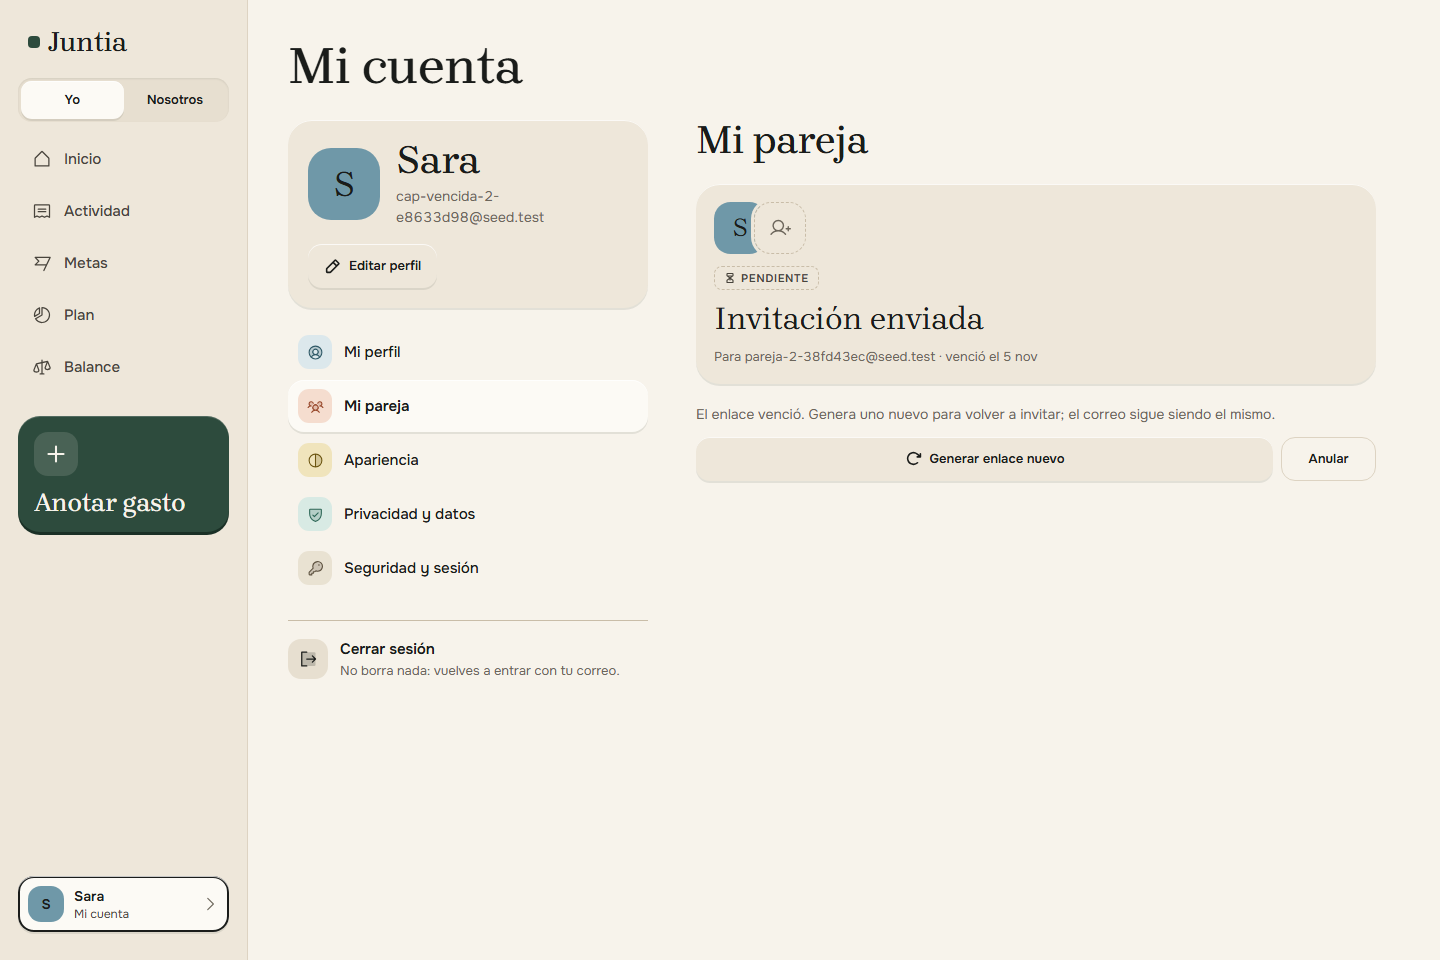 Juntia
Yo
Nosotros
Inicio
Actividad
Metas
Plan
Balance
Anotar gasto
S
Sara
Mi cuenta
Mi cuenta
S
Sara
cap-vencida-2-
e8633d98@seed.test
Editar perfil
Mi perfil
Mi pareja
Apariencia
Privacidad y datos
Seguridad y sesión
Cerrar sesión
No borra nada: vuelves a entrar con tu correo.
Mi pareja
S
PENDIENTE
Invitación enviada
Para pareja-2-38fd43ec@seed.test · venció el 5 nov
El enlace venció. Genera uno nuevo para volver a invitar; el correo sigue siendo el mismo.
Generar enlace nuevo
Anular